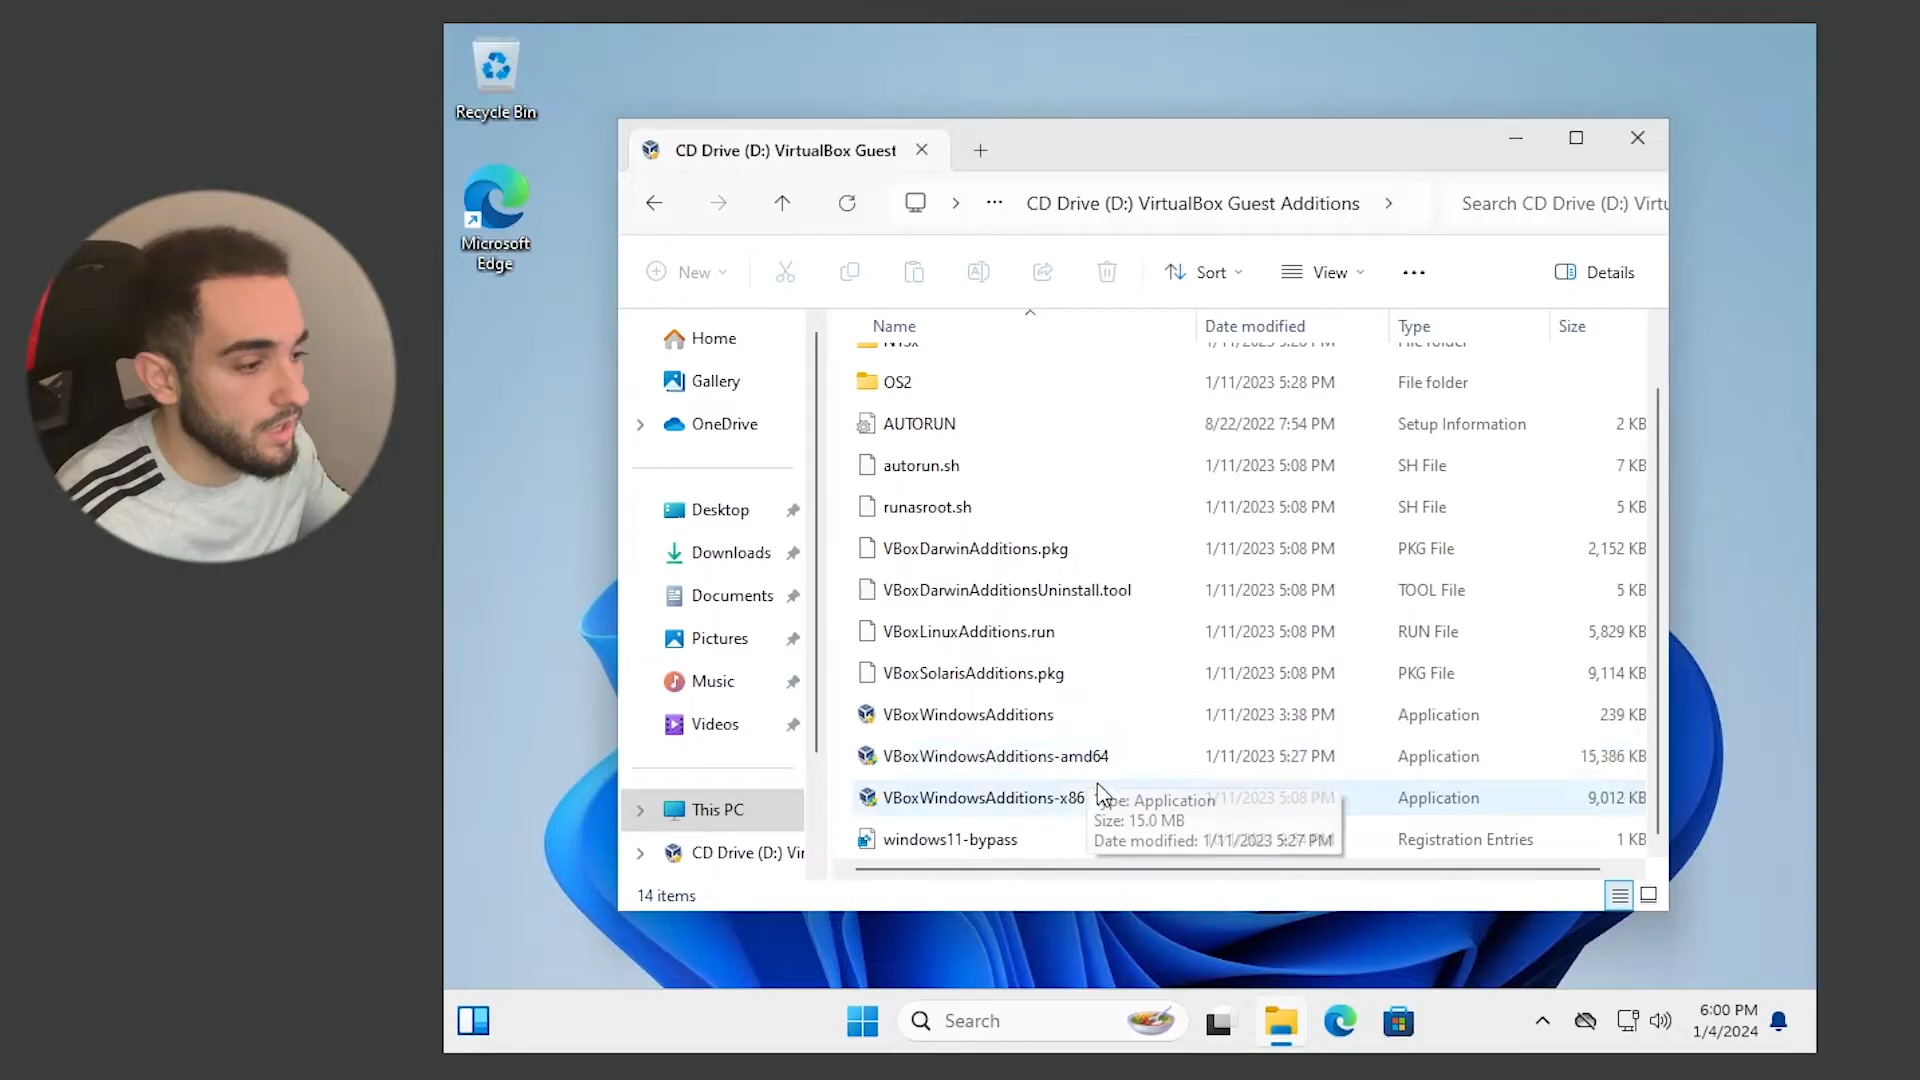 Recycle Bin
Microsoft
Edge
CD Drive (D:) VirtualBox Guest
CD Drive (D:) VirtualBox Guest Additions
Search CD Drive (D:) Virtu
New
Sort
View
Details
Name Date modified Type Size
OS2 1/11/2023 5:28 PM File folder
AUTORUN 8/22/2022 7:54 PM Setup Information 2 KB
autorun.sh 1/11/2023 5:08 PM SH File 7 KB
runasroot.sh 1/11/2023 5:08 PM SH File 5 KB
VBoxDarwinAdditions.pkg 1/11/2023 5:08 PM PKG File 2,152 KB
VBoxDarwinAdditionsUninstall.tool 1/11/2023 5:08 PM TOOL File 5 KB
VBoxLinuxAdditions.run 1/11/2023 5:08 PM RUN File 5,829 KB
VBoxSolarisAdditions.pkg 1/11/2023 5:08 PM PKG File 9,114 KB
VBoxWindowsAdditions 1/11/2023 3:38 PM Application 239 KB
VBoxWindowsAdditions-amd64 1/11/2023 5:27 PM Application 15,386 KB
VBoxWindowsAdditions-x86 1/11/2023 5:08 PM Application 9,012 KB
windows11-bypass Registration Entries 1 KB
Type: Application
Size: 15.0 MB
Date modified: 1/11/2023 5:27 PM
Home
Gallery
OneDrive
Desktop
Downloads
Documents
Pictures
Music
Videos
This PC
CD Drive (D:) Vir
14 items
Search
6:00 PM
1/4/2024